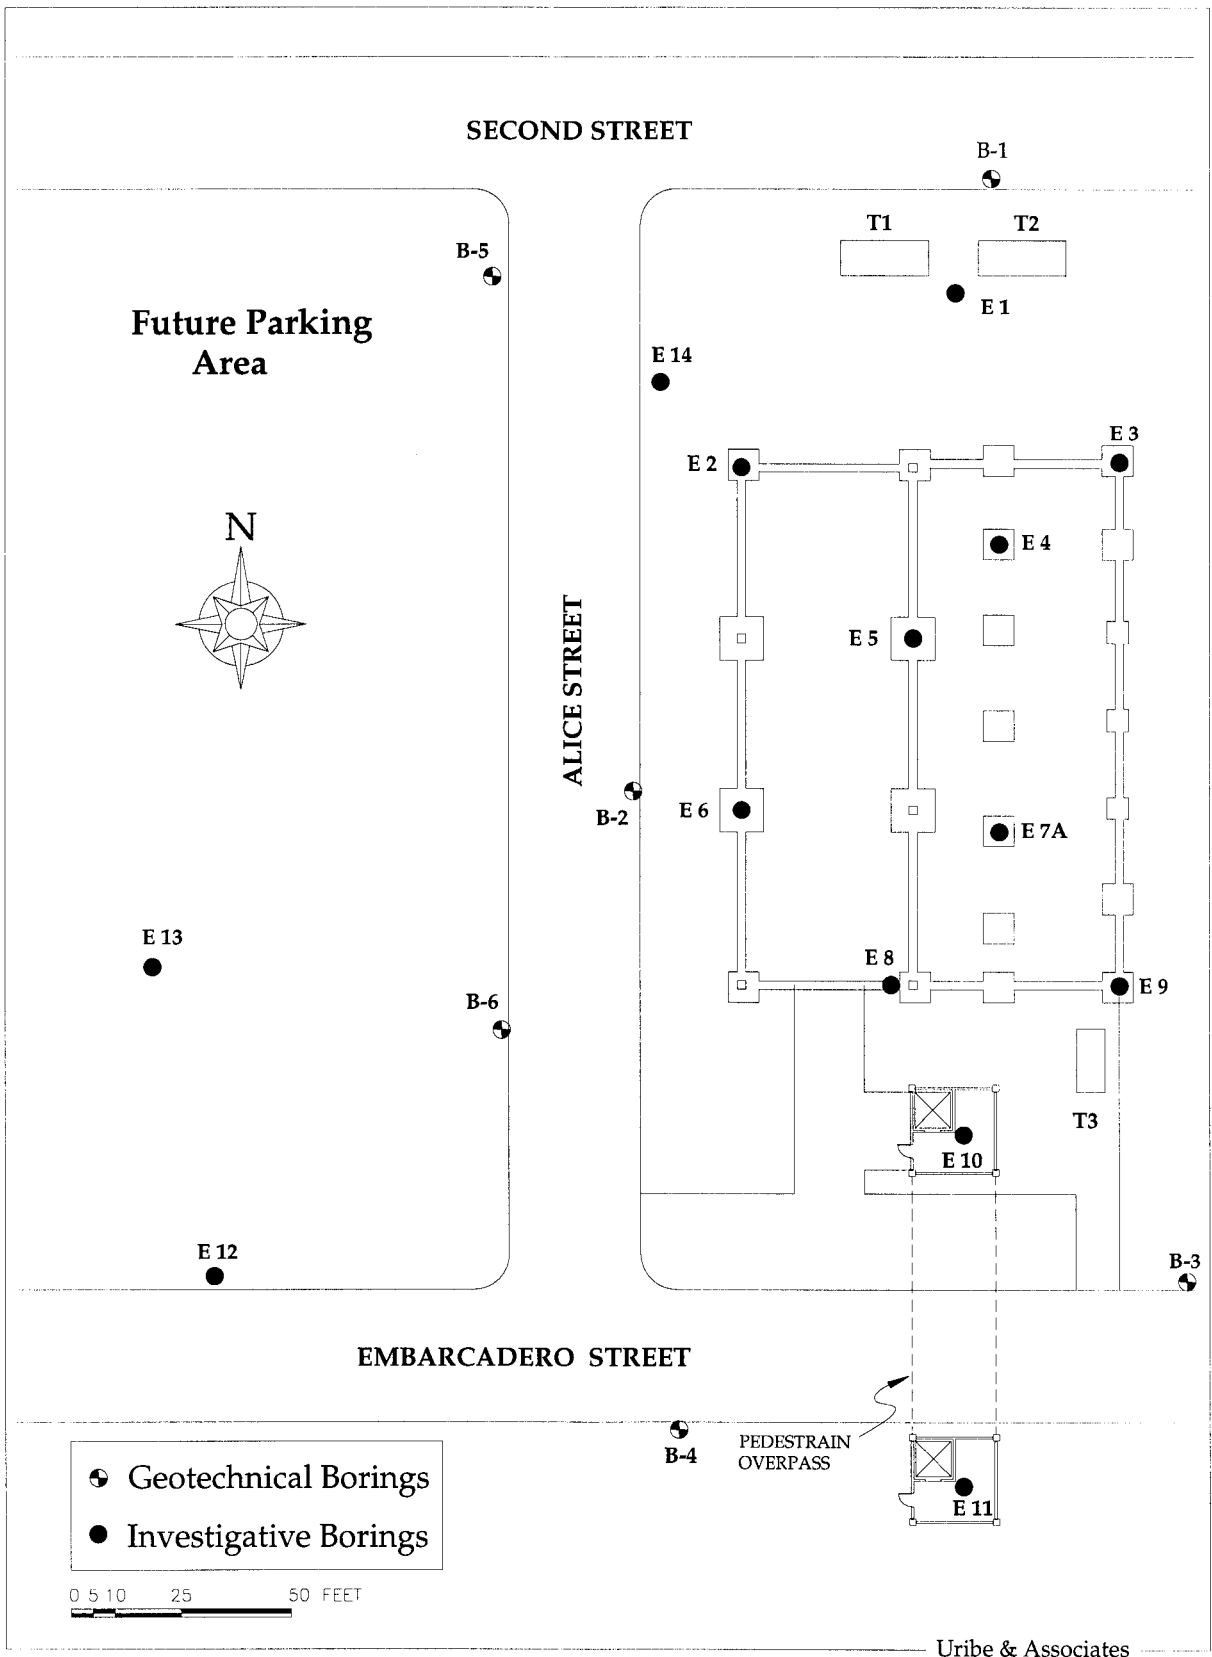 SECOND STREET
B-1
T1
T2
B-5
E 1
Future Parking
Area
E 14
E 3
E 2
N
E 4
ALICE STREET
E 5
B-2
E 6
E 7A
E 13
E 8
B-6
E 9
T3
E 10
E 12
B-3
EMBARCADERO STREET
PEDESTRAIN
OVERPASS
B-4
Geotechnical Borings
E 11
Investigative Borings
0 5 10 25 50 FEET
Uribe & Associates